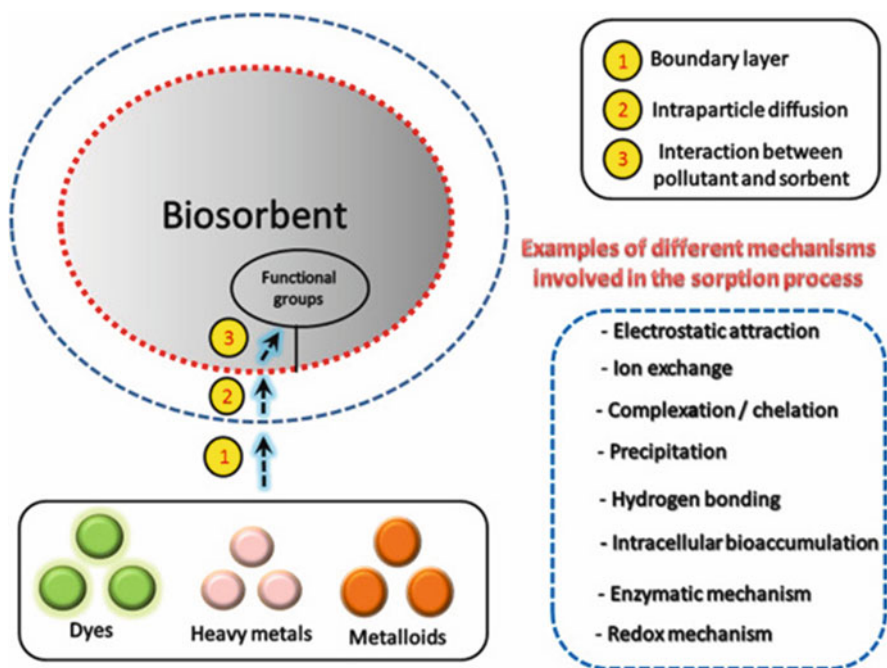 Biosorbent
Functional
groups
3
2
1
Dyes
Heavy metals
Metalloids
1 Boundary layer
2 Intraparticle diffusion
3 Interaction between
pollutant and sorbent
Examples of different mechanisms
involved in the sorption process
- Electrostatic attraction
- Ion exchange
- Complexation / chelation
- Precipitation
- Hydrogen bonding
- Intracellular bioaccumulation
- Enzymatic mechanism
- Redox mechanism